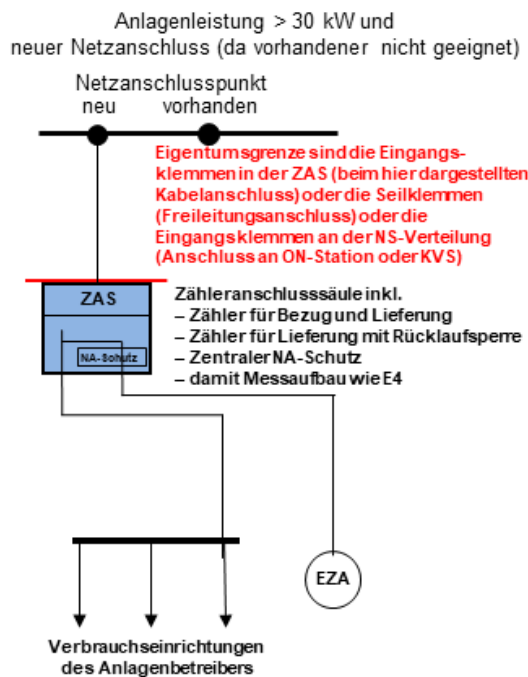 Anlagenleistung > 30 kW und
neuer Netzanschluss (da vorhandener nicht geeignet)
Netzanschlusspunkt
neu vorhanden
Eigentumsgrenze sind die Eingangs-
klemmen in der ZAS (beim hier dargestellten
Kabelanschluss) oder die Seilklemmen
(Freileitungsanschluss) oder die
Eingangsklemmen an der NS-Verteilung
(Anschluss an ON-Station oder KVS)
ZAS
NA-Schutz
Zähleranschlusssäule inkl.
– Zähler für Bezug und Lieferung
– Zähler für Lieferung mit Rücklaufsperre
– Zentraler NA-Schutz
– damit Messaufbau wie E4
EZA
Verbrauchseinrichtungen
des Anlagenbetreibers